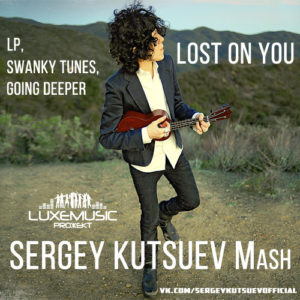 LP,
SWANKY TUNES,
GOING DEEPER
LOST ON YOU
LUXEMUSIC
PROJEKT
SERGEY KUTSUEV MASH
VK.COM/SERGEYKUTSUEVOFFICIAL